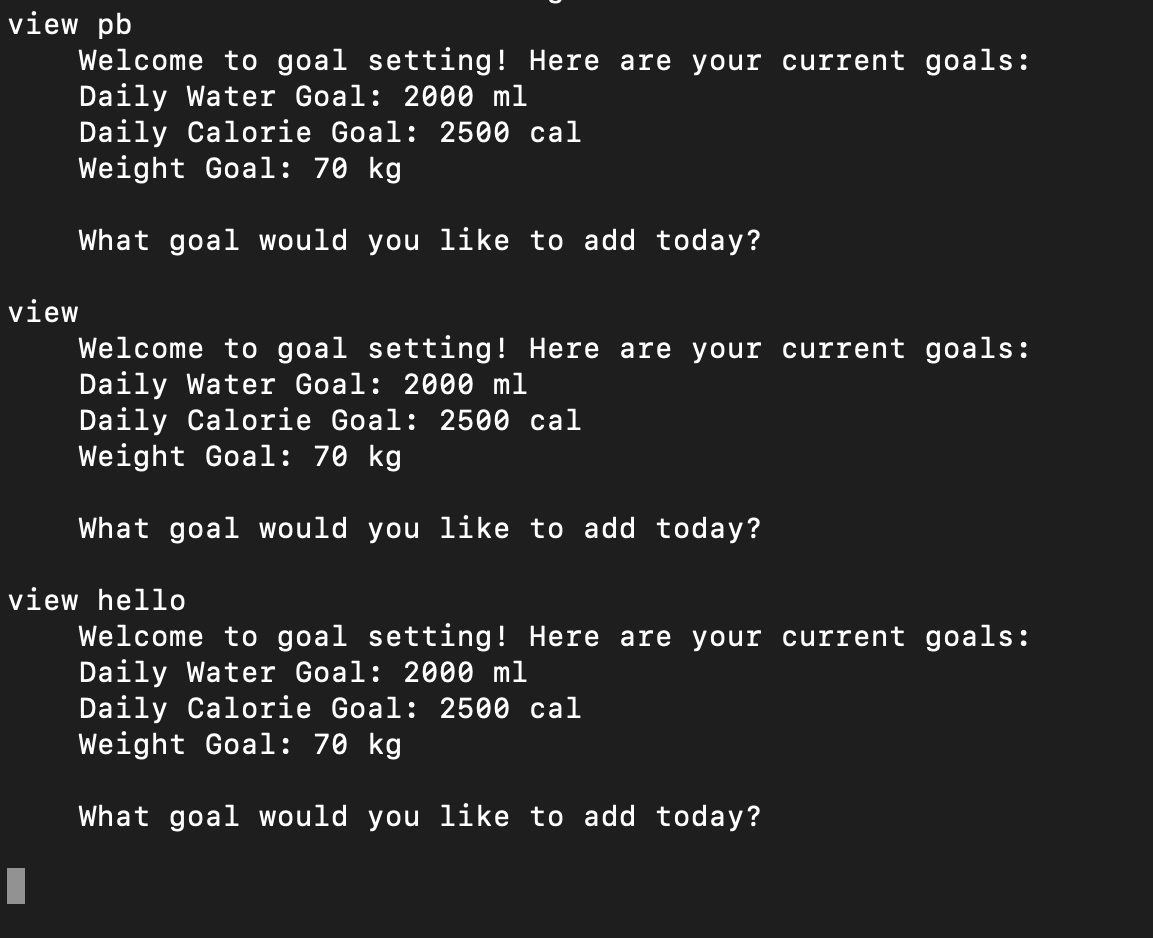 view pb
Welcome to goal setting! Here are your current goals:
Daily Water Goal: 2000 ml
Daily Calorie Goal: 2500 cal
Weight Goal: 70 kg
What goal would you like to add today?
view
Welcome to goal setting! Here are your current goals:
Daily Water Goal: 2000 ml
Daily Calorie Goal: 2500 cal
Weight Goal: 70 kg
What goal would you like to add today?
view hello
Welcome to goal setting! Here are your current goals:
Daily Water Goal: 2000 ml
Daily Calorie Goal: 2500 cal
Weight Goal: 70 kg
What goal would you like to add today?